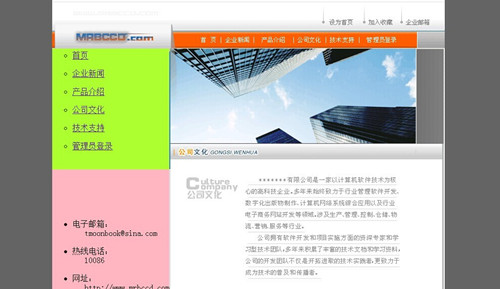 设为首页 加入收藏 企业邮箱
MRBCCD.com
首 页 | 企业新闻 | 产品介绍 | 公司文化 | 技术支持 | 管理员登录
首页
企业新闻
产品介绍
公司文化
技术支持
管理员登录
公司文化 GONGSI WENHUA
Culture
Company
公司文化
*******有限公司是一家以计算机软件技术为核
心的高科技企业，多年来始终致力于行业管理软件开发、
数字化出版物制作、计算机网络系统综合应用以及行业
电子商务网站开发等领域，涉及生产、管理、控制、仓储、物
流、营销、服务等行业。
公司拥有软件开发和项目实施方面的资深专家和学
习型技术团队，多年来积累了丰富的技术文档和学习资料，
公司的开发团队不仅是开拓进取的技术实践者，更致力于
成为技术的普及和传播者。
电子邮箱:
tmoonbook@sina.com
热线电话:
10086
网址:
http://www.mrbccd.com